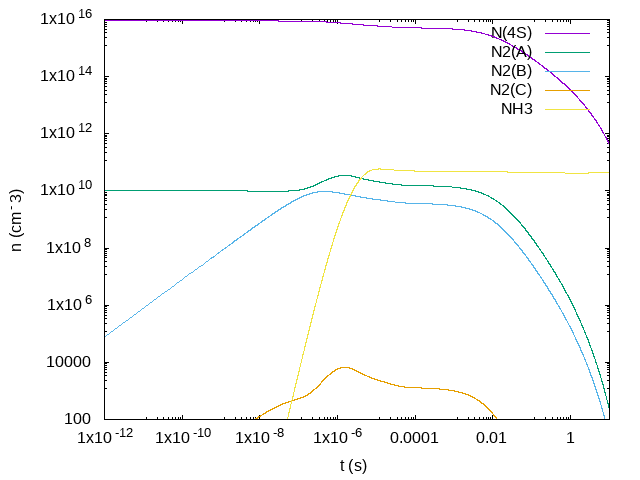 1x10^16
1x10^14
1x10^12
1x10^10
1x10^8
1x10^6
10000
100
n (cm^-3)
N(4S)
N2(A)
N2(B)
N2(C)
NH3
1x10^-12
1x10^-10
1x10^-8
1x10^-6
0.0001
0.01
1
t (s)